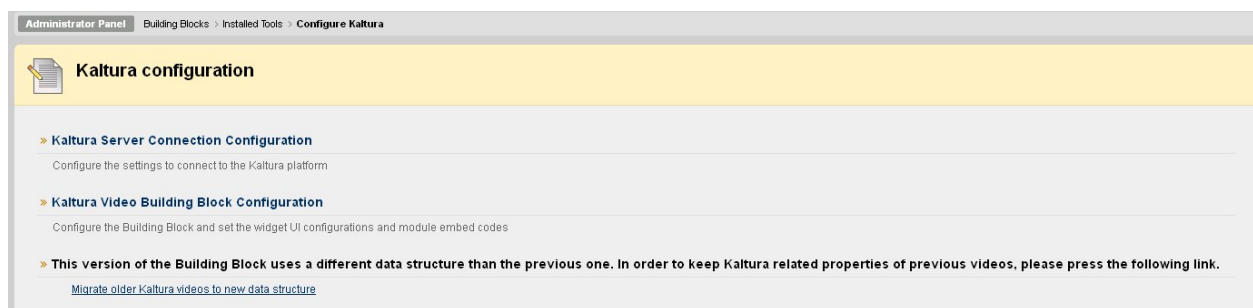 Administrator Panel Building Blocks > Installed Tools > Configure Kaltura
Kaltura configuration
» Kaltura Server Connection Configuration
Configure the settings to connect to the Kaltura platform
» Kaltura Video Building Block Configuration
Configure the Building Block and set the widget UI configurations and module embed codes
» This version of the Building Block uses a different data structure than the previous one. In order to keep Kaltura related properties of previous videos, please press the following link.
Migrate older Kaltura videos to new data structure